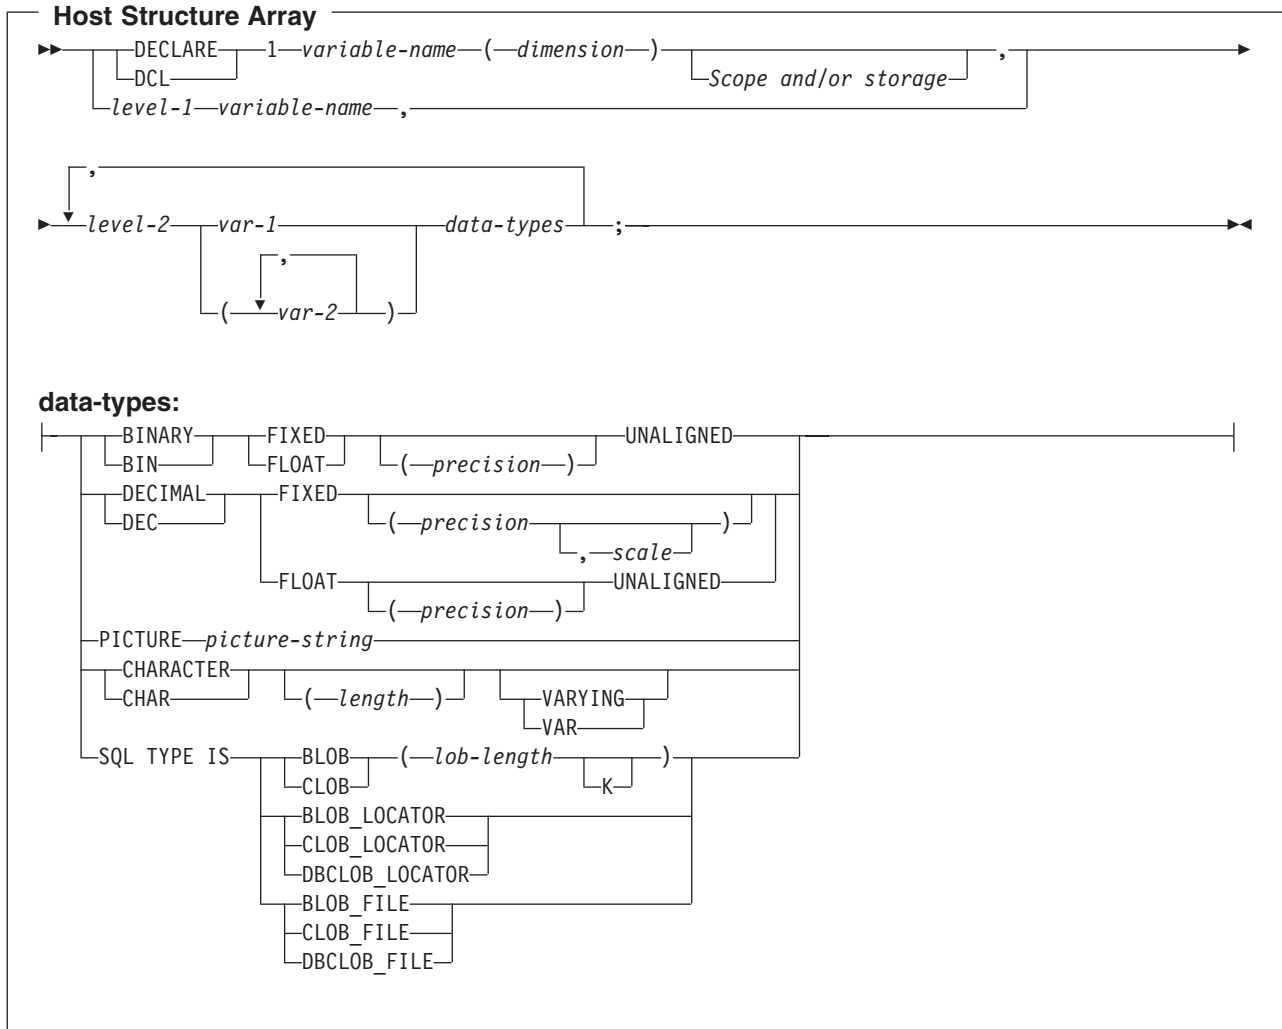 Host Structure Array
DECLARE 1 variable-name ( dimension ) ,
DCL Scope and/or storage
level-1 variable-name ,
,
level-2 var-1 data-types ;
,
( var-2 )
data-types:
BINARY FIXED UNALIGNED
BIN FLOAT ( precision )
DECIMAL FIXED
DEC ( precision )
, scale
FLOAT UNALIGNED
( precision )
PICTURE picture-string
CHARACTER
CHAR ( length ) VARYING
VAR
SQL TYPE IS BLOB ( lob-length )
CLOB K
BLOB_LOCATOR
CLOB_LOCATOR
DBCLOB_LOCATOR
BLOB_FILE
CLOB_FILE
DBCLOB_FILE